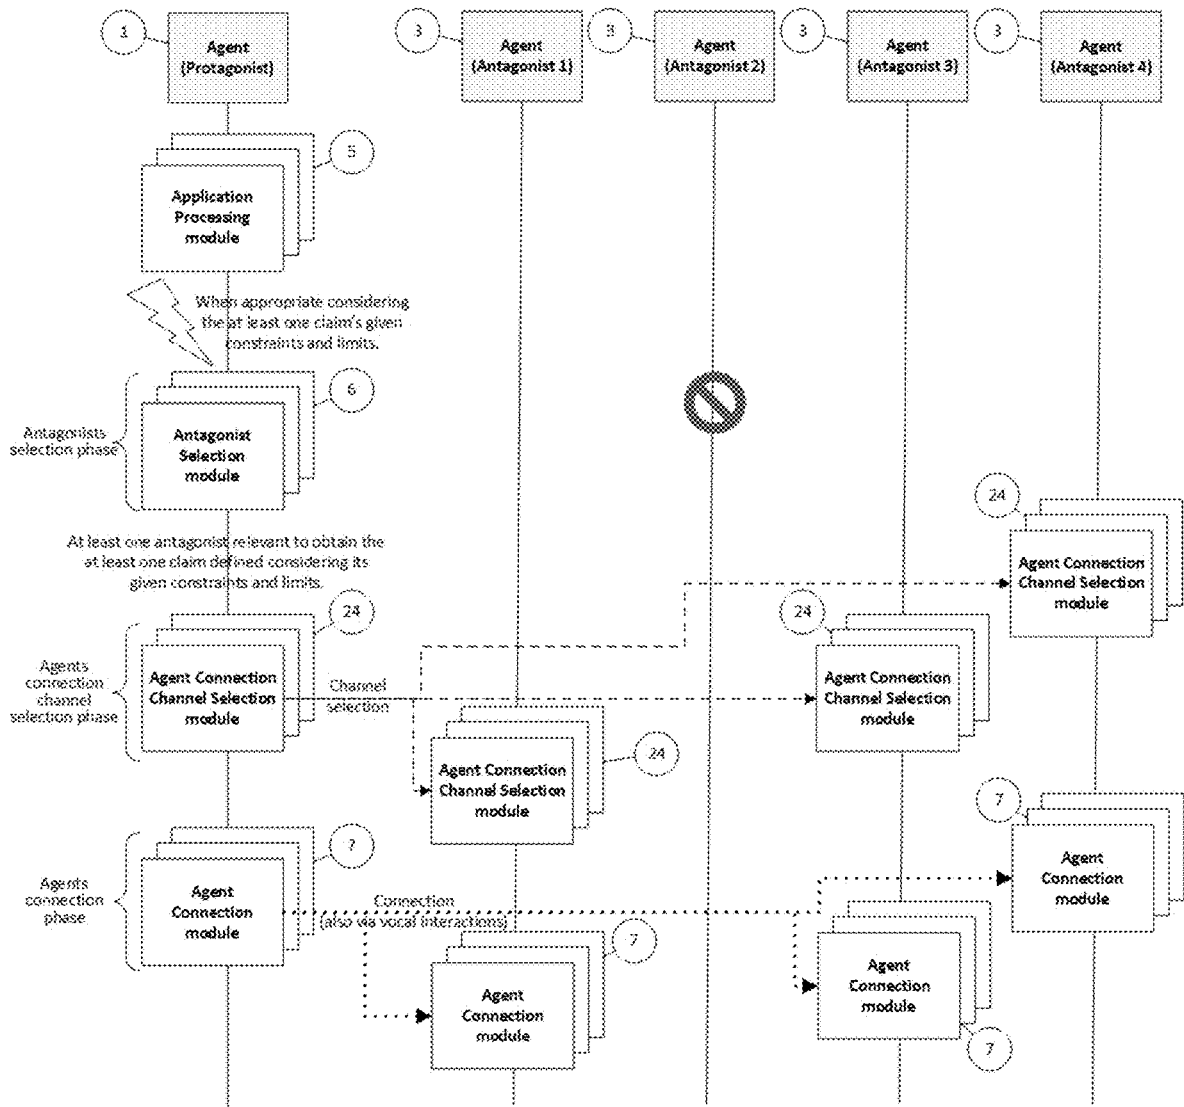 1
Agent
(Protagonist)
3
Agent
(Antagonist 1)
3
Agent
(Antagonist 2)
3
Agent
(Antagonist 3)
3
Agent
(Antagonist 4)
5
Application
Processing
module
When appropriate considering
the at least one claim's given
constraints and limits.
6
Antagonists
selection phase
Antagonist
Selection
module
At least one antagonist relevant to obtain the
at least one claim defined considering its
given constraints and limits.
24
Agent Connection
Channel Selection
module
24
Agents
connection
channel
selection phase
Agent Connection
Channel Selection
module
Channel
selection
24
Agent Connection
Channel Selection
module
24
Agent Connection
Channel Selection
module
7
Agents
connection
phase
Agent
Connection
module
Connection
(also via vocal interactions)
7
Agent
Connection
module
7
Agent
Connection
module
7
Agent
Connection
module